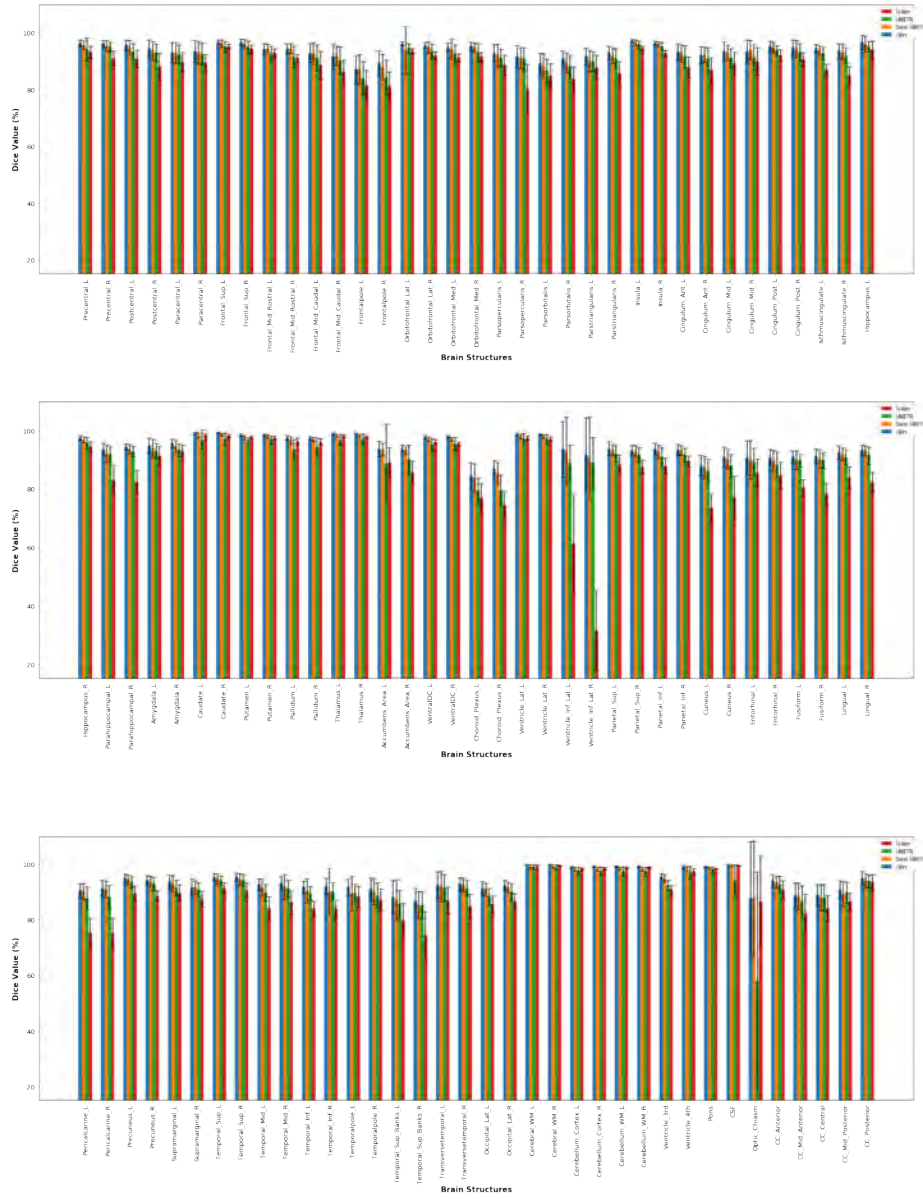 100
80
60
40
20
Dice Value (%)
Precentral_L
Precentral_R
Postcentral_L
Postcentral_R
Paracentral_L
Paracentral_R
Frontal_Sup_L
Frontal_Sup_R
Frontal_Mid_Rostral_L
Frontal_Mid_Rostral_R
Frontal_Mid_Caudal_L
Frontal_Mid_Caudal_R
Frontalpole_L
Frontalpole_R
Orbitofrontal_Lat_L
Orbitofrontal_Lat_R
Orbitofrontal_Med_L
Orbitofrontal_Med_R
Parsopercularis_L
Parsopercularis_R
Parsorbitalis_L
Parsorbitalis_R
Parstriangularis_L
Parstriangularis_R
Insula_L
Insula_R
Cingulum_Ant_L
Cingulum_Ant_R
Cingulum_Mid_L
Cingulum_Mid_R
Cingulum_Post_L
Cingulum_Post_R
Isthmuscingulate_L
Isthmuscingulate_R
Hippocampus_L
Brain Structures
UNETR
100
80
60
40
20
Dice Value (%)
Hippocampus_R
Parahippocampal_L
Parahippocampal_R
Amygdala_L
Amygdala_R
Caudate_L
Caudate_R
Putamen_L
Putamen_R
Pallidum_L
Pallidum_R
Thalamus_L
Thalamus_R
Accumbens_Area_L
Accumbens_Area_R
VentralDC_L
VentralDC_R
Choroid_Plexus_L
Choroid_Plexus_R
Ventricle_Lat_L
Ventricle_Lat_R
Ventricle_Inf_Lat_L
Ventricle_Inf_Lat_R
Parietal_Sup_L
Parietal_Sup_R
Parietal_Inf_L
Parietal_Inf_R
Cuneus_L
Cuneus_R
Entorhinal_L
Entorhinal_R
Fusiform_L
Fusiform_R
Lingual_L
Lingual_R
Brain Structures
UNETR
100
80
60
40
20
Dice Value (%)
Pericalcarine_L
Pericalcarine_R
Precuneus_L
Precuneus_R
Supramarginal_L
Supramarginal_R
Temporal_Sup_L
Temporal_Sup_R
Temporal_Mid_L
Temporal_Mid_R
Temporal_Inf_L
Temporal_Inf_R
Temporalpole_L
Temporalpole_R
Temporal_Sup_Banks_L
Temporal_Sup_Banks_R
Transversetemporal_L
Transversetemporal_R
Occipital_Lat_L
Occipital_Lat_R
Cerebral_WM_L
Cerebral_WM_R
Cerebellum_Cortex_L
Cerebellum_Cortex_R
Cerebellum_WM_L
Cerebellum_WM_R
Ventricle_3rd
Ventricle_4th
Pons
CSF
Optic_Chiasm
CC_Anterior
CC_Mid_Anterior
CC_Central
CC_Mid_Posterior
CC_Posterior
Brain Structures
UNETR